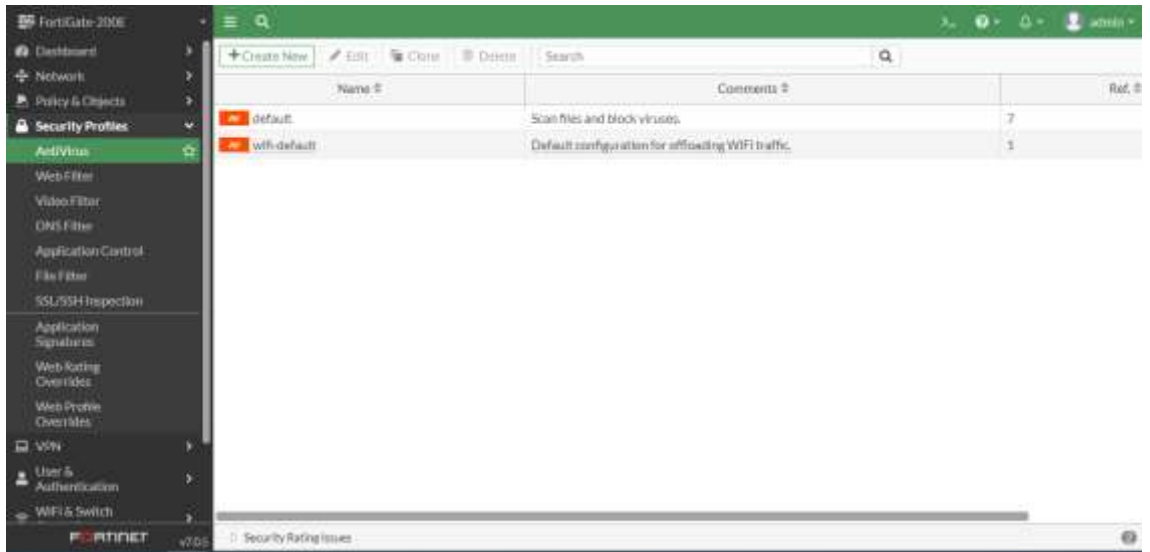 FortiGate-200E
admin
Dashboard
Network
Policy & Objects
Security Profiles
AntiVirus
Web Filter
Video Filter
DNS Filter
Application Control
File Filter
SSL/SSH Inspection
Application
Signatures
Web Rating
Overrides
Web Profile
Overrides
VPN
User &
Authentication
WiFi & Switch
FORTINET v7.0.5
+Create New Edit Clone Delete Search
Name Comments Ref.
AV default Scan files and block viruses. 7
AV wifi-default Default configuration for offloading WiFi traffic. 1
Security Rating Issues